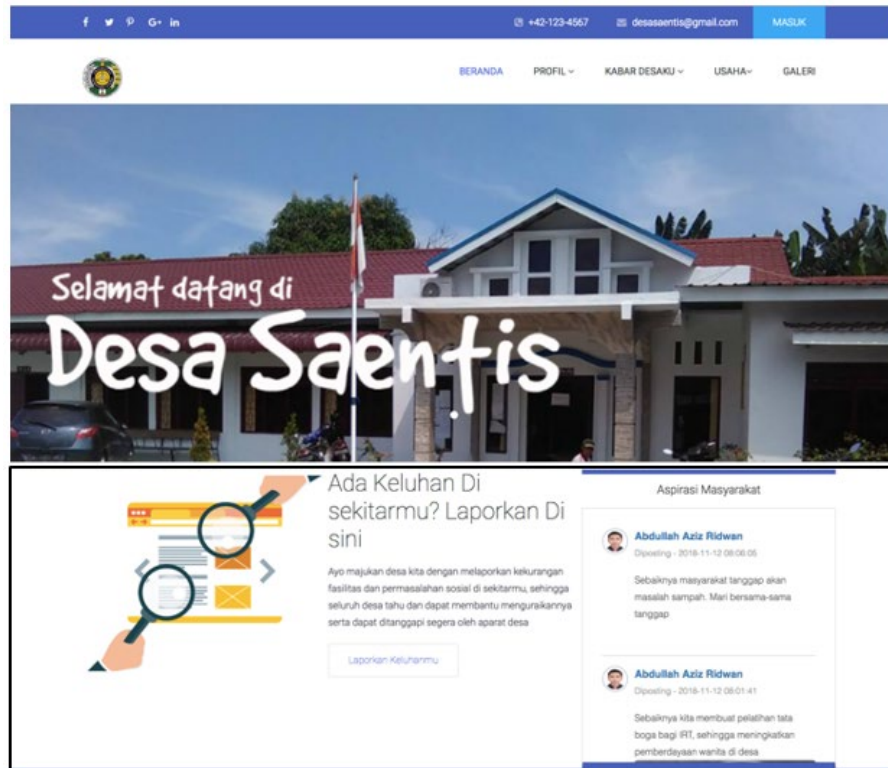 +42-123-4567 desasaentis@gmail.com MASUK
BERANDA PROFIL KABAR DESAKU USAHA GALERI
Selamat datang di
Desa Saentis
Ada Keluhan Di
sekitarmu? Laporkan Di
sini
Ayo majukan desa kita dengan melaporkan kekurangan
fasilitas dan permasalahan sosial di sekitarmu, sehingga
seluruh desa tahu dan dapat membantu menguraikannya
serta dapat ditanggapi segera oleh aparat desa
Laporkan Keluhanmu
Aspirasi Masyarakat
Abdullah Aziz Ridwan
Diposting - 2018-11-12 08:06:05
Sebaiknya masyarakat tanggap akan
masalah sampah. Mari bersama-sama
tanggap
Abdullah Aziz Ridwan
Diposting - 2018-11-12 08:01:41
Sebaiknya kita membuat pelatihan tata
boga bagi IRT, sehingga meningkatkan
pemberdayaan wanita di desa